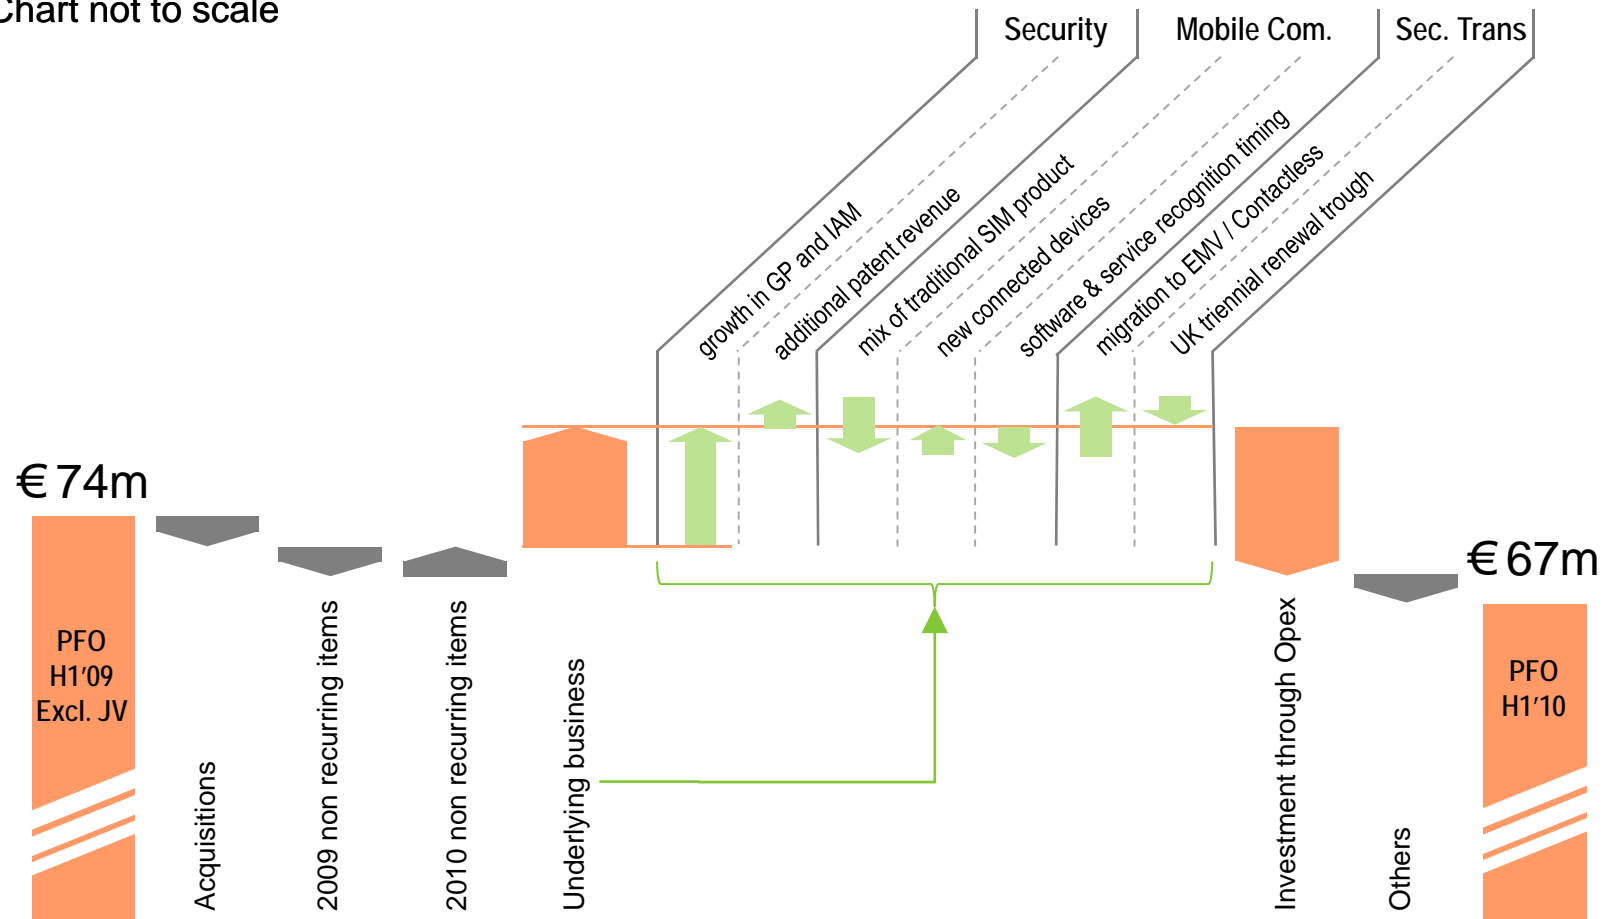 Chart not to scale
Security
Mobile Com.
Sec. Trans
growth in GP and IAM
additional patent revenue
mix of traditional SIM product
new connected devices
software & service recognition timing
migration to EMV / Contactless
UK triennial renewal trough
€74m
PFO
H1'09
Excl. JV
Acquisitions
2009 non recurring items
2010 non recurring items
Underlying business
Investment through Opex
Others
€67m
PFO
H1'10